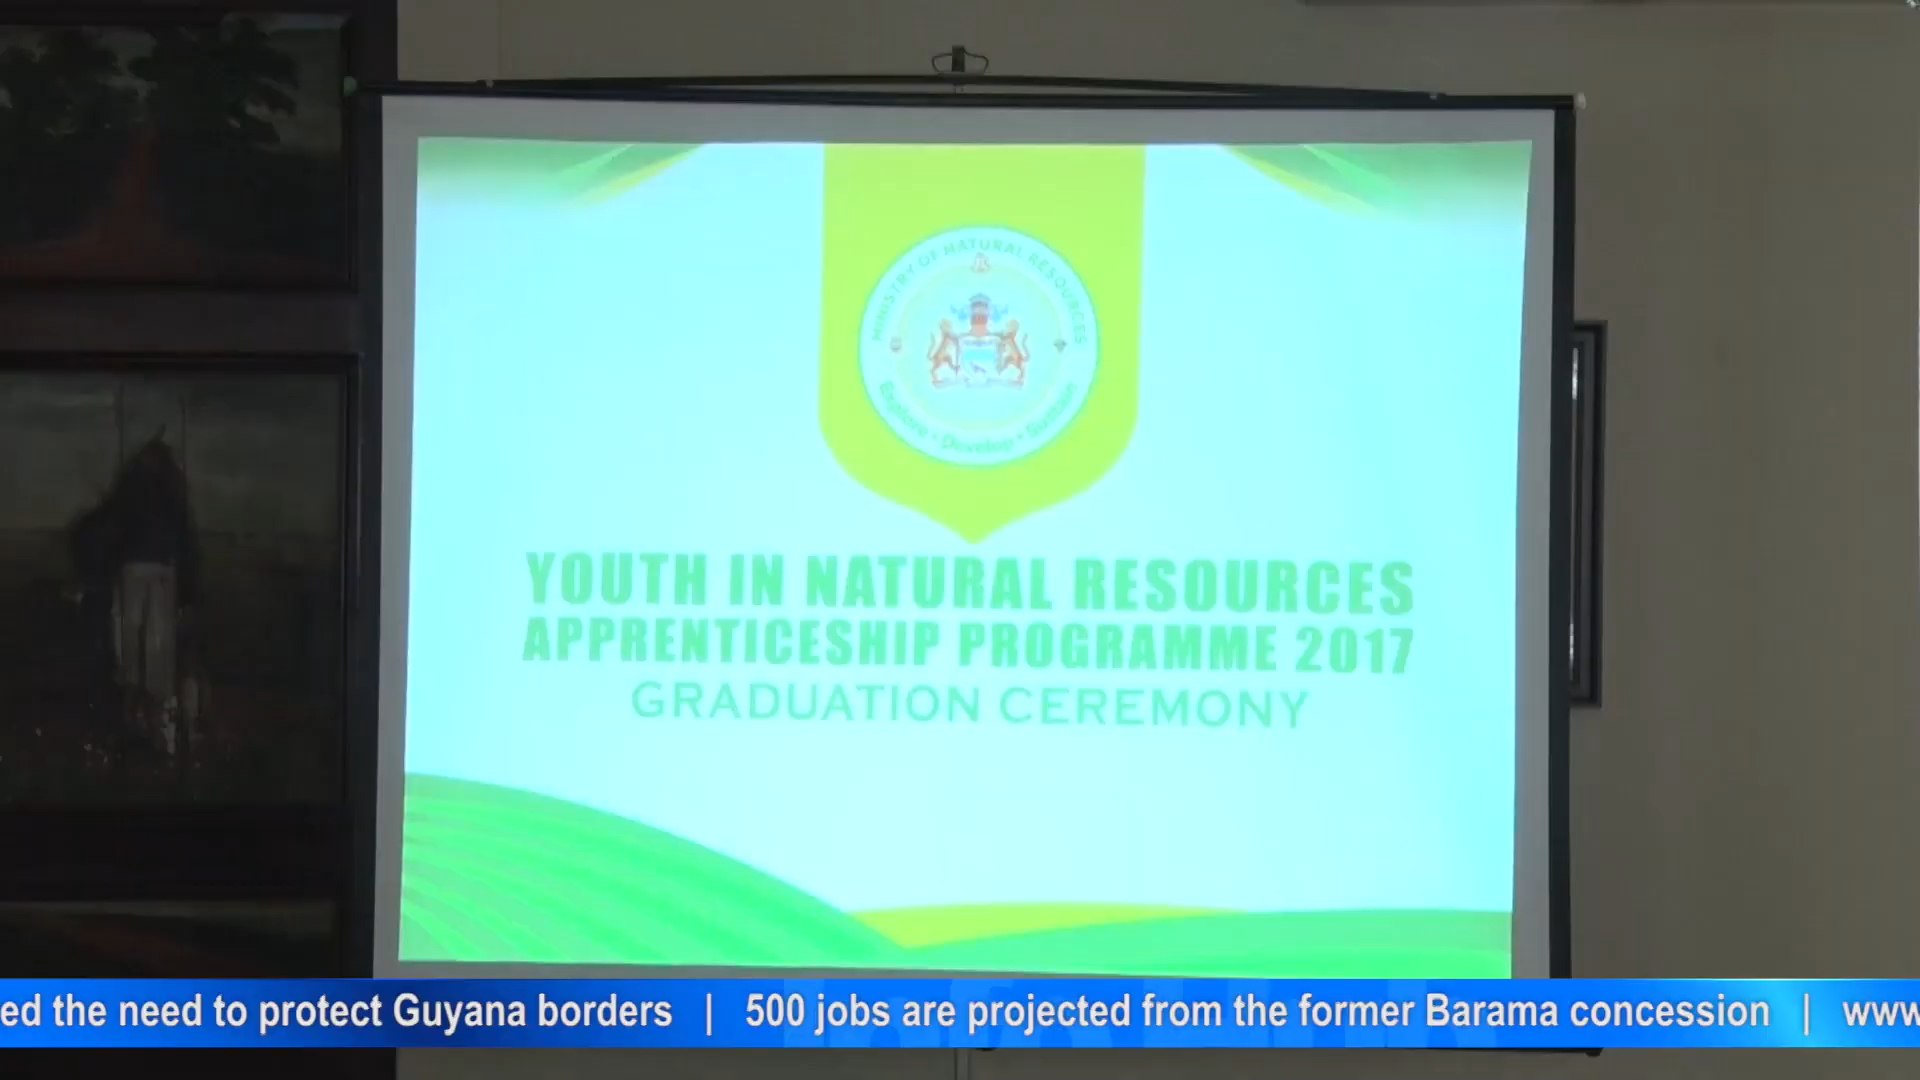 MINISTRY OF NATURAL RESOURCES
Explore • Develop • Sustain
YOUTH IN NATURAL RESOURCES
APPRENTICESHIP PROGRAMME 2017
GRADUATION CEREMONY
ed the need to protect Guyana borders | 500 jobs are projected from the former Barama concession | www